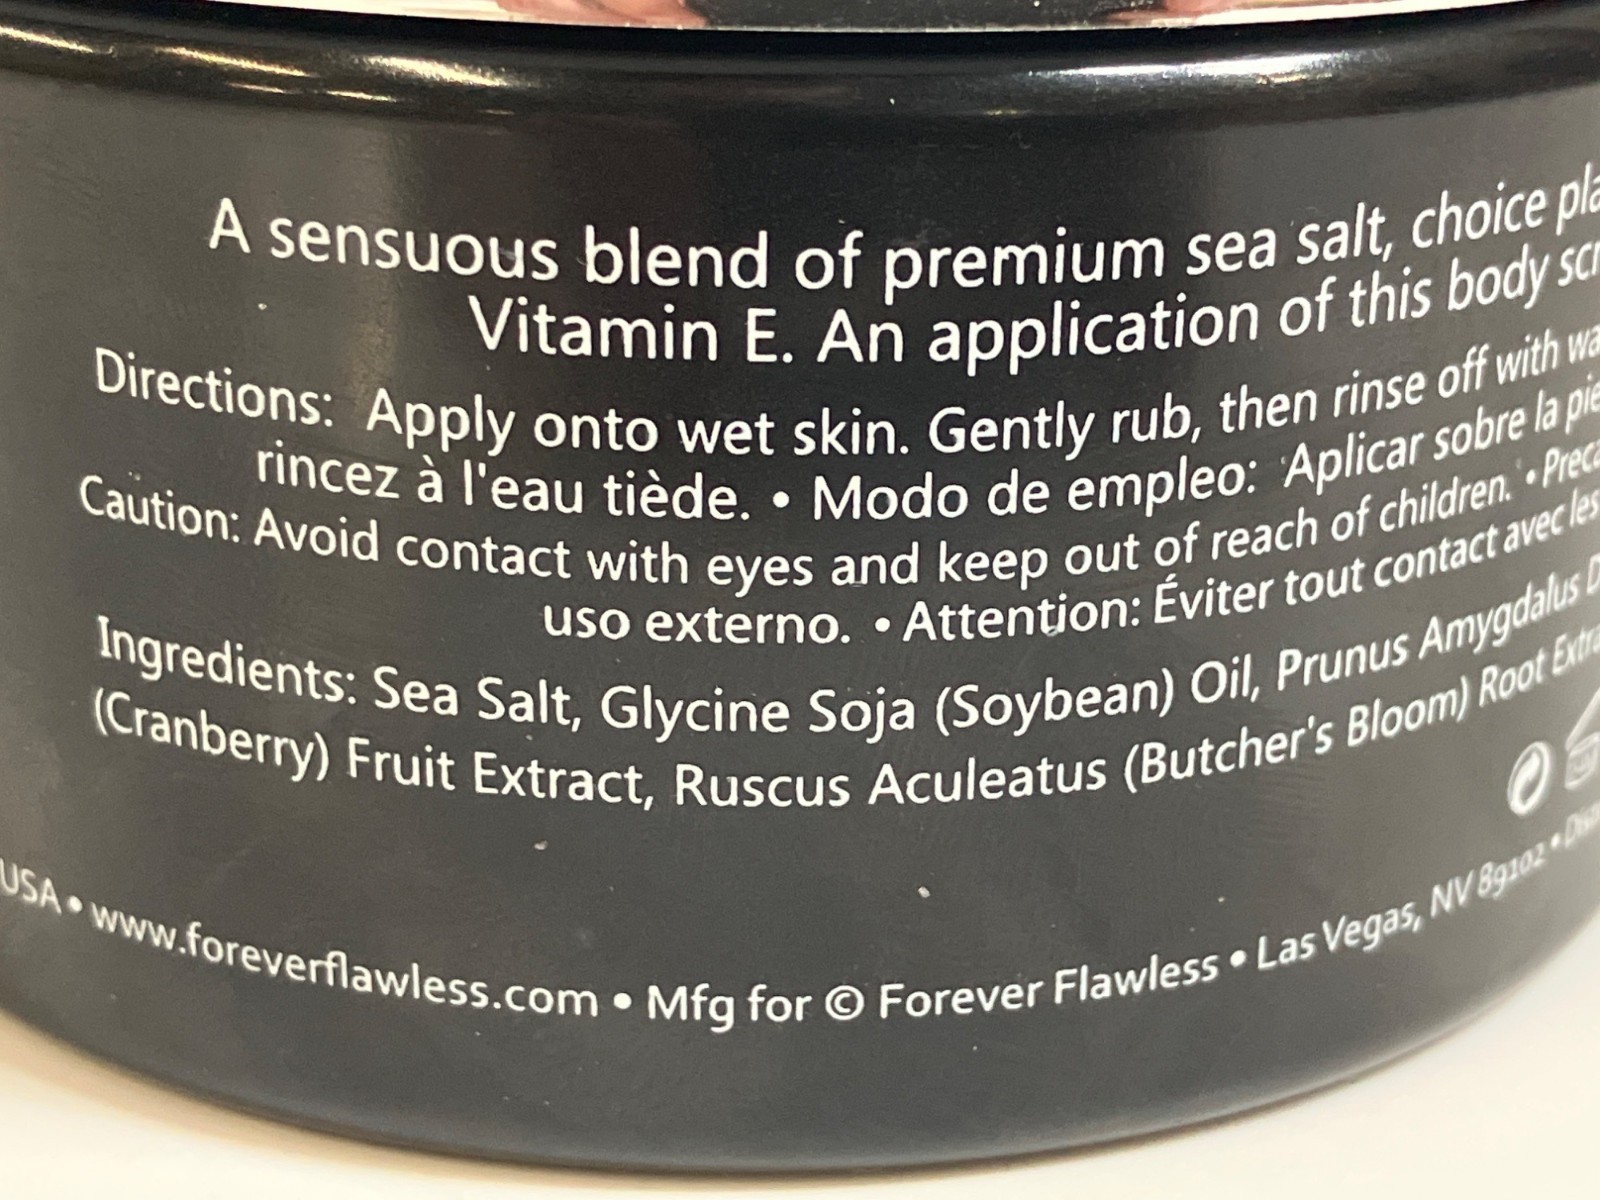 A sensuous blend of premium sea salt, choice
Vitamin E. An application of this body
Directions: Apply onto wet skin. Gently rub, then rinse off with
rincez à l'eau tiède. • Modo de empleo: Aplicar sobre la
Caution: Avoid contact with eyes and keep out of reach of children. •
uso externo. • Attention: Éviter tout contact avec les
Ingredients: Sea Salt, Glycine Soja (Soybean) Oil, Prunus Amygdalus
(Cranberry) Fruit Extract, Ruscus Aculeatus (Butcher's Bloom) Root
USA • www.foreverflawless.com • Mfg for © Forever Flawless • Las Vegas, NV 89102 •